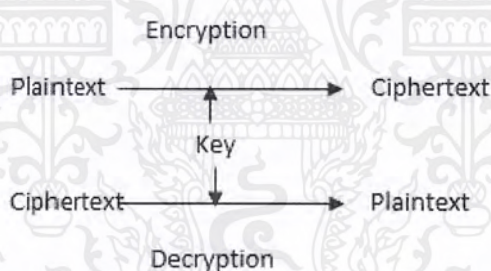 Encryption
Plaintext Ciphertext
Key
Ciphertext Plaintext
Decryption